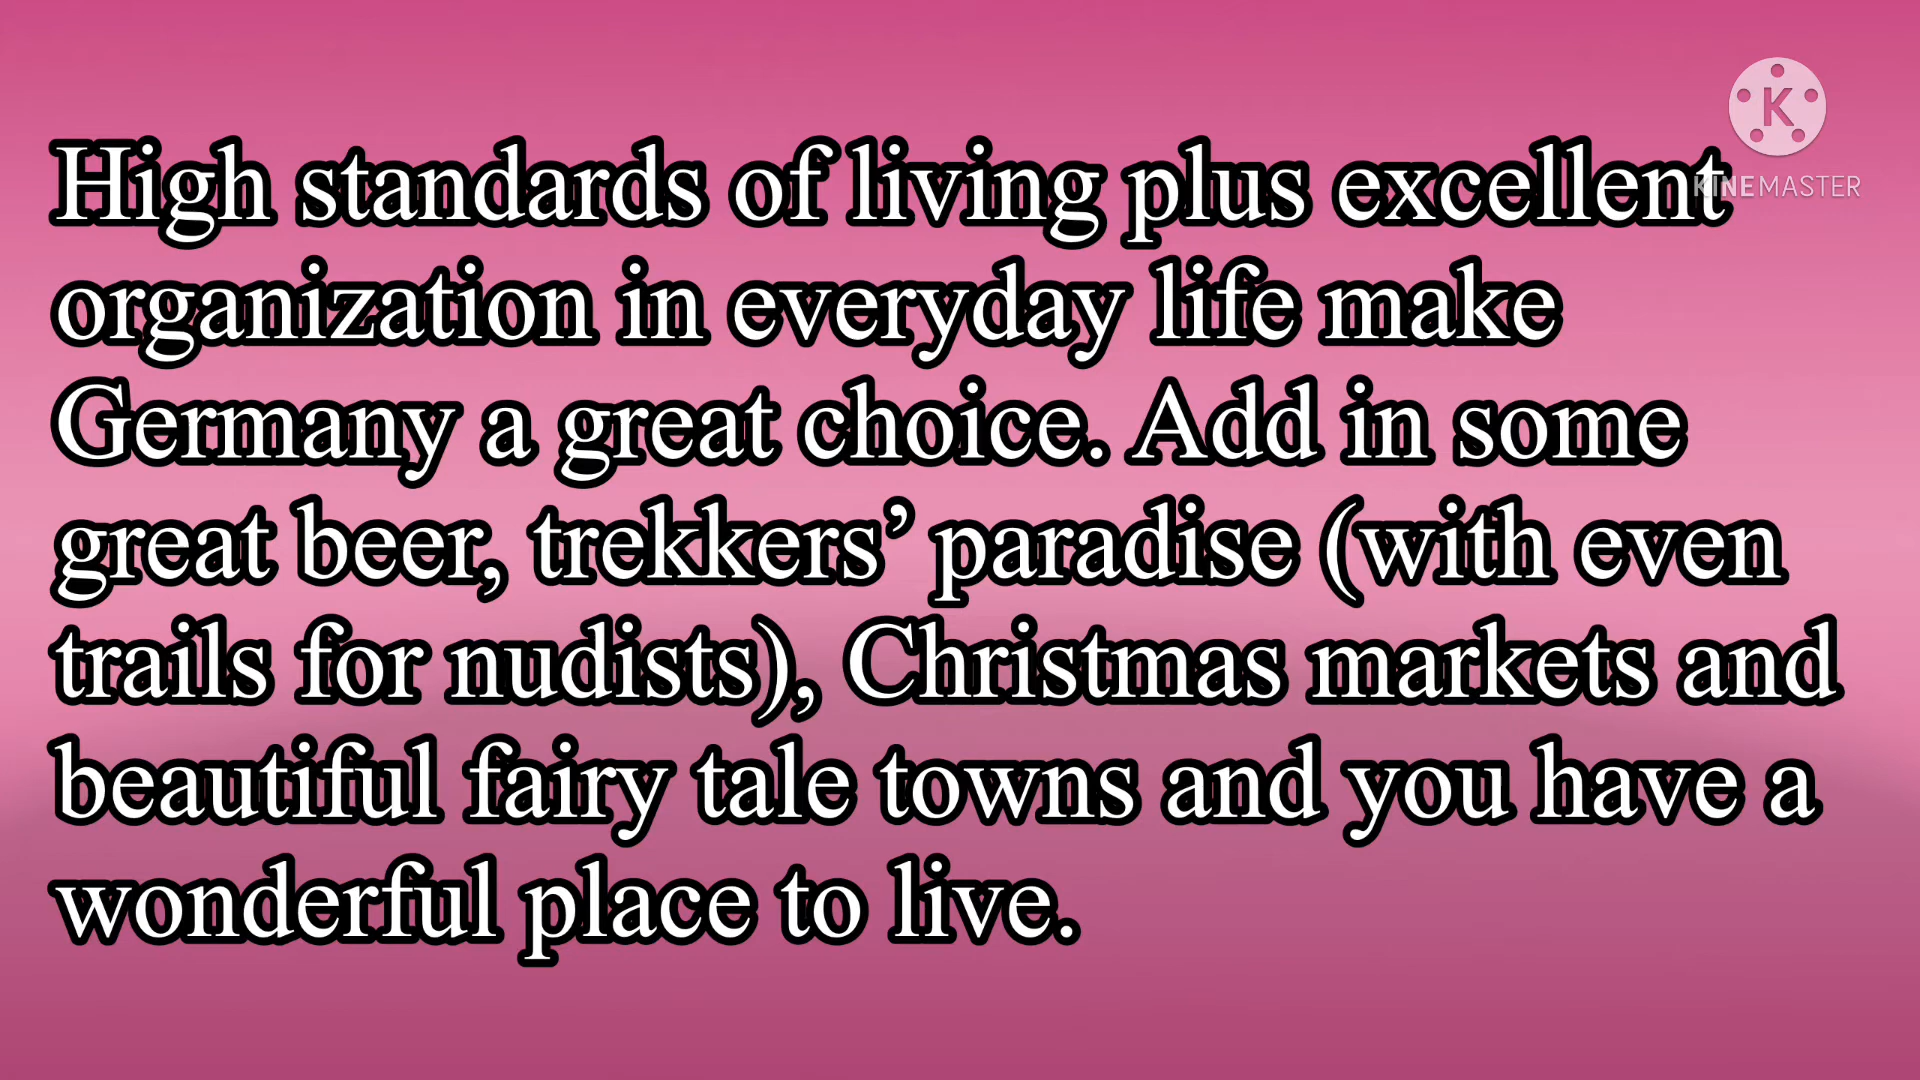 K
KINEMASTER
High standards of living plus excellent
organization in everyday life make
Germany a great choice. Add in some
great beer, trekkers’ paradise (with even
trails for nudists), Christmas markets and
beautiful fairy tale towns and you have a
wonderful place to live.